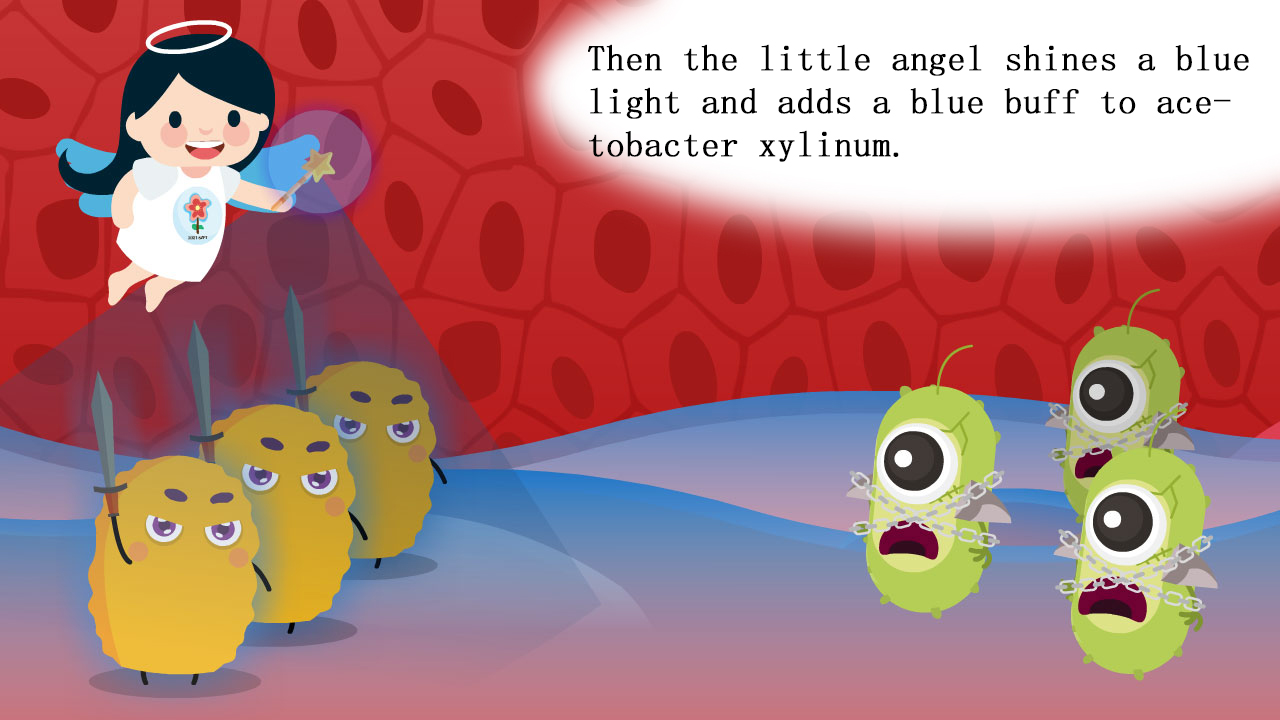 Then the little angel shines a blue
light and adds a blue buff to ace-
tobacter xylinum.